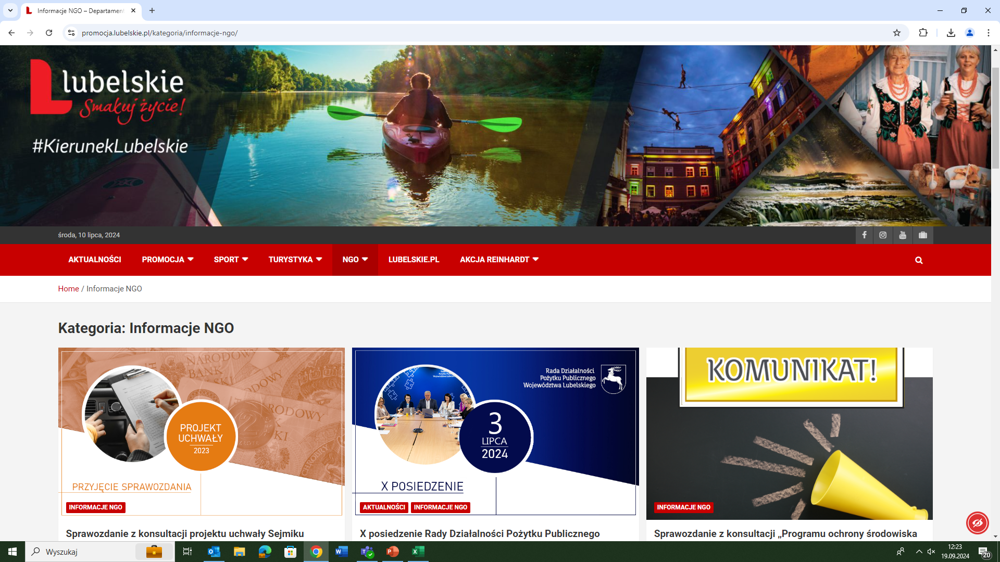 Informacje NGO – Departament
promocja.lubelskie.pl/kategoria/informacje-ngo/
lubelskie
Smakuj życie!
#KierunekLubelskie
środa, 10 lipca, 2024
AKTUALNOŚCI PROMOCJA SPORT TURYSTYKA NGO LUBELSKIE.PL AKCJA REINHARDT
Home / Informacje NGO
Kategoria: Informacje NGO
NARODOWY
BANK
PROJEKT
UCHWAŁY
2023
PRZYJĘCIE SPRAWOZDANIA
INFORMACJE NGO
Sprawozdanie z konsultacji projektu uchwały Sejmiku
Rada Działalności
Pożytku Publicznego
Województwa Lubelskiego
3
LIPCA
2024
X POSIEDZENIE
AKTUALNOŚCI INFORMACJE NGO
X posiedzenie Rady Działalności Pożytku Publicznego
KOMUNIKAT!
INFORMACJE NGO
Sprawozdanie z konsultacji „Programu ochrony środowiska
Wyszukaj
12:23
19.09.2024
20